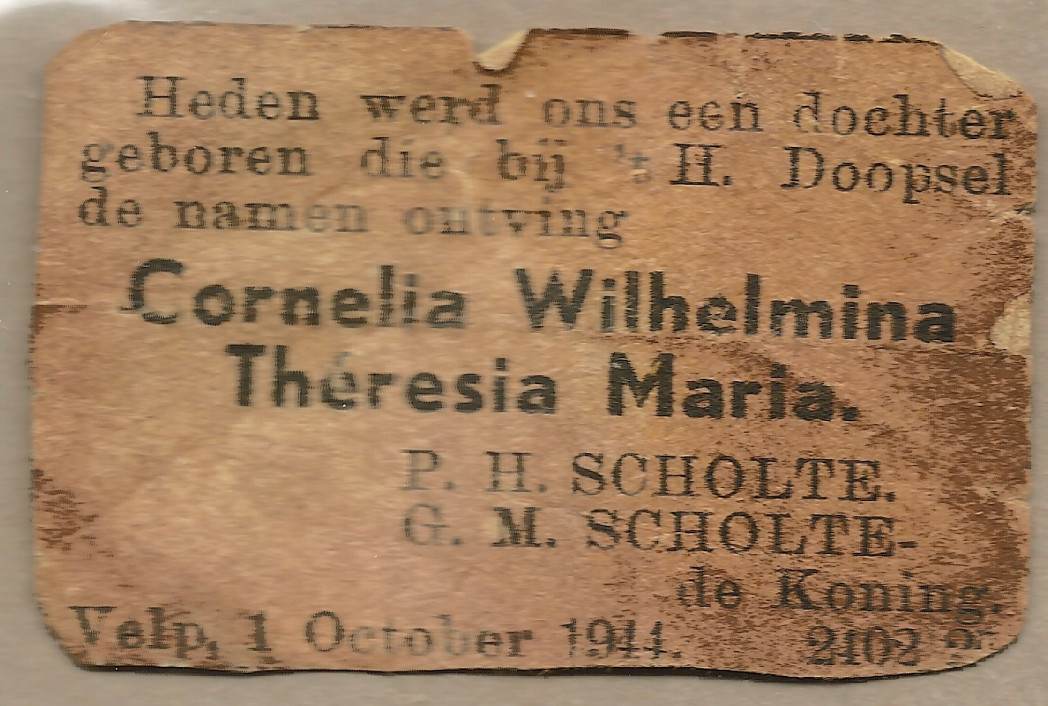 Heden werd ons een dochter
geboren die bij 't H. Doopsel
de namen ontving
Cornelia Wilhelmina
Théresia Maria.
P. H. SCHOLTE.
G. M. SCHOLTE-
de Koning.
Velp, 1 October 1944. 2102